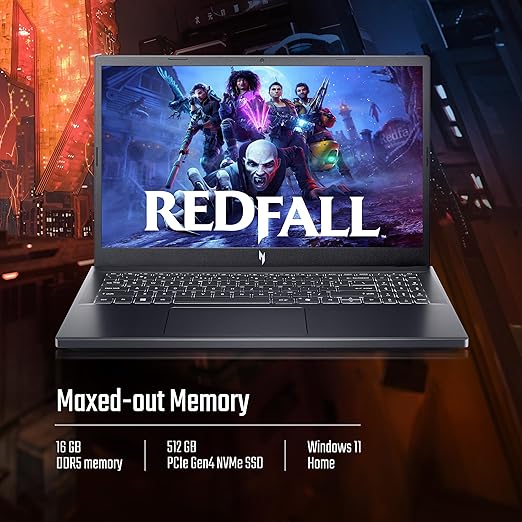 REDFALL
Maxed-out Memory
16 GB
DDR5 memory
512 GB
PCIe Gen4 NVMe SSD
Windows 11
Home